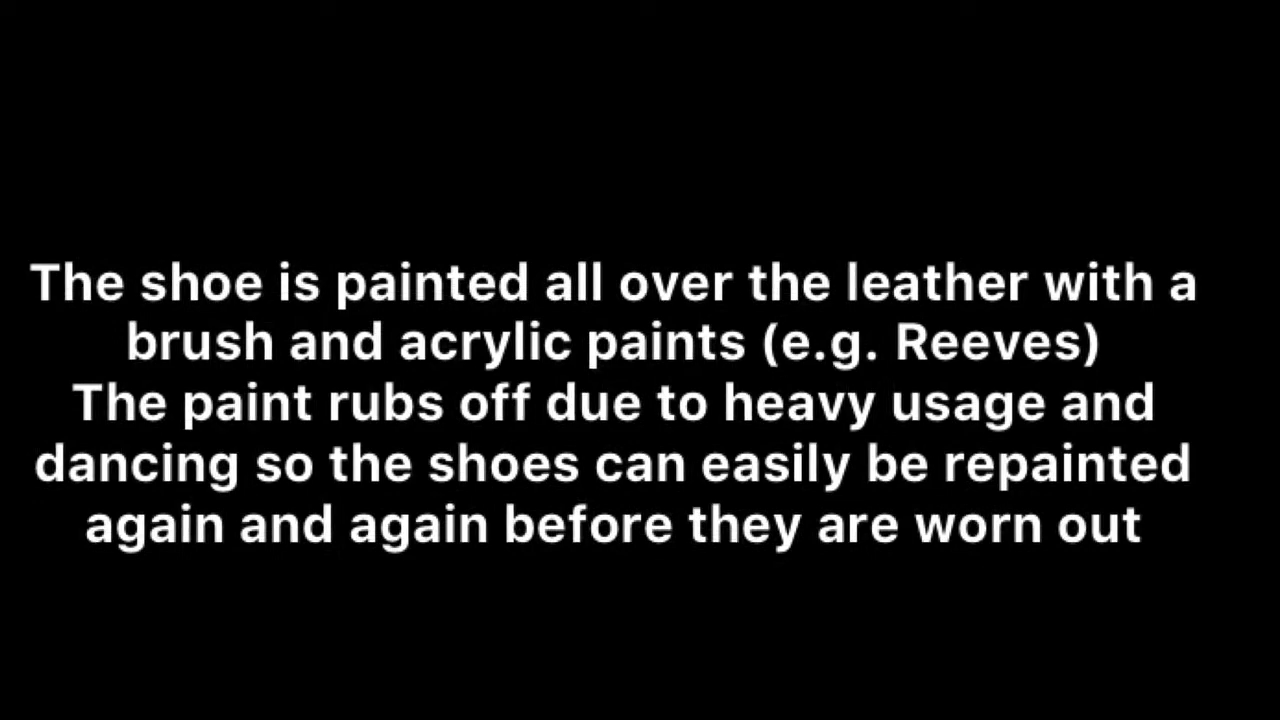 The shoe is painted all over the leather with a
brush and acrylic paints (e.g. Reeves)
The paint rubs off due to heavy usage and
dancing so the shoes can easily be repainted
again and again before they are worn out